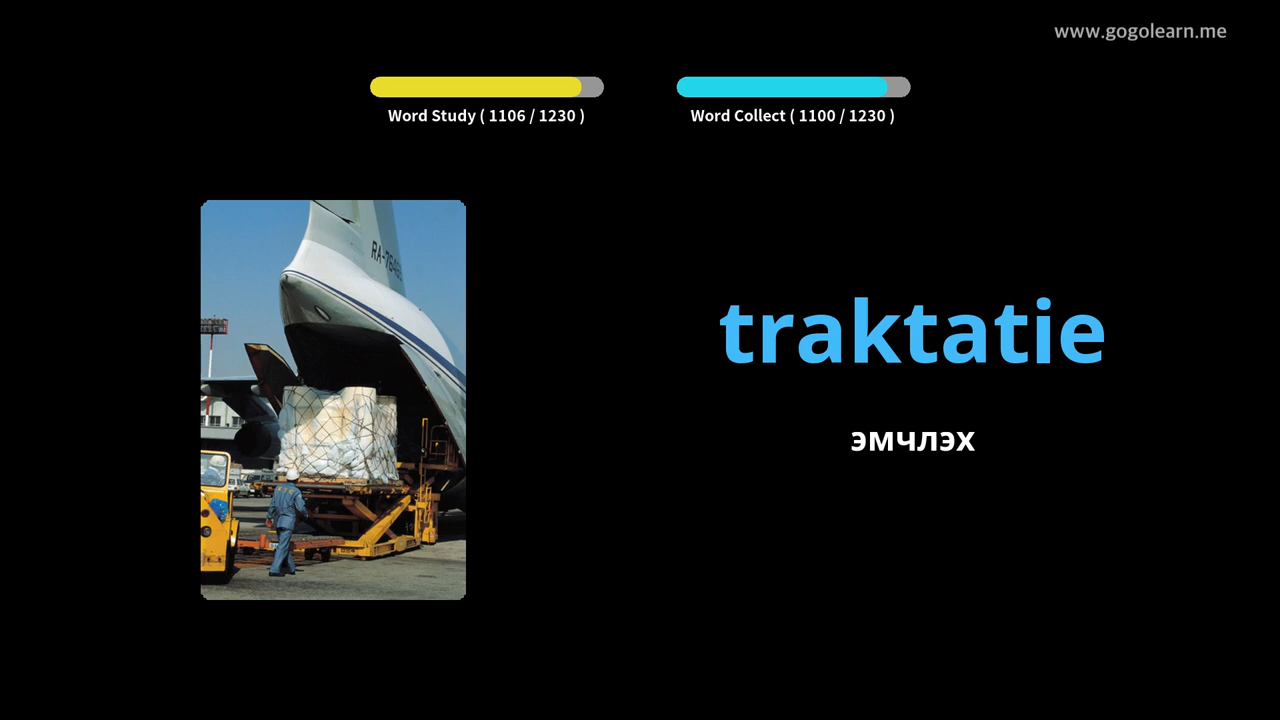 www.gogolearn.me
Word Study ( 1106 / 1230 )
Word Collect ( 1100 / 1230 )
traktatie
эмчлэх